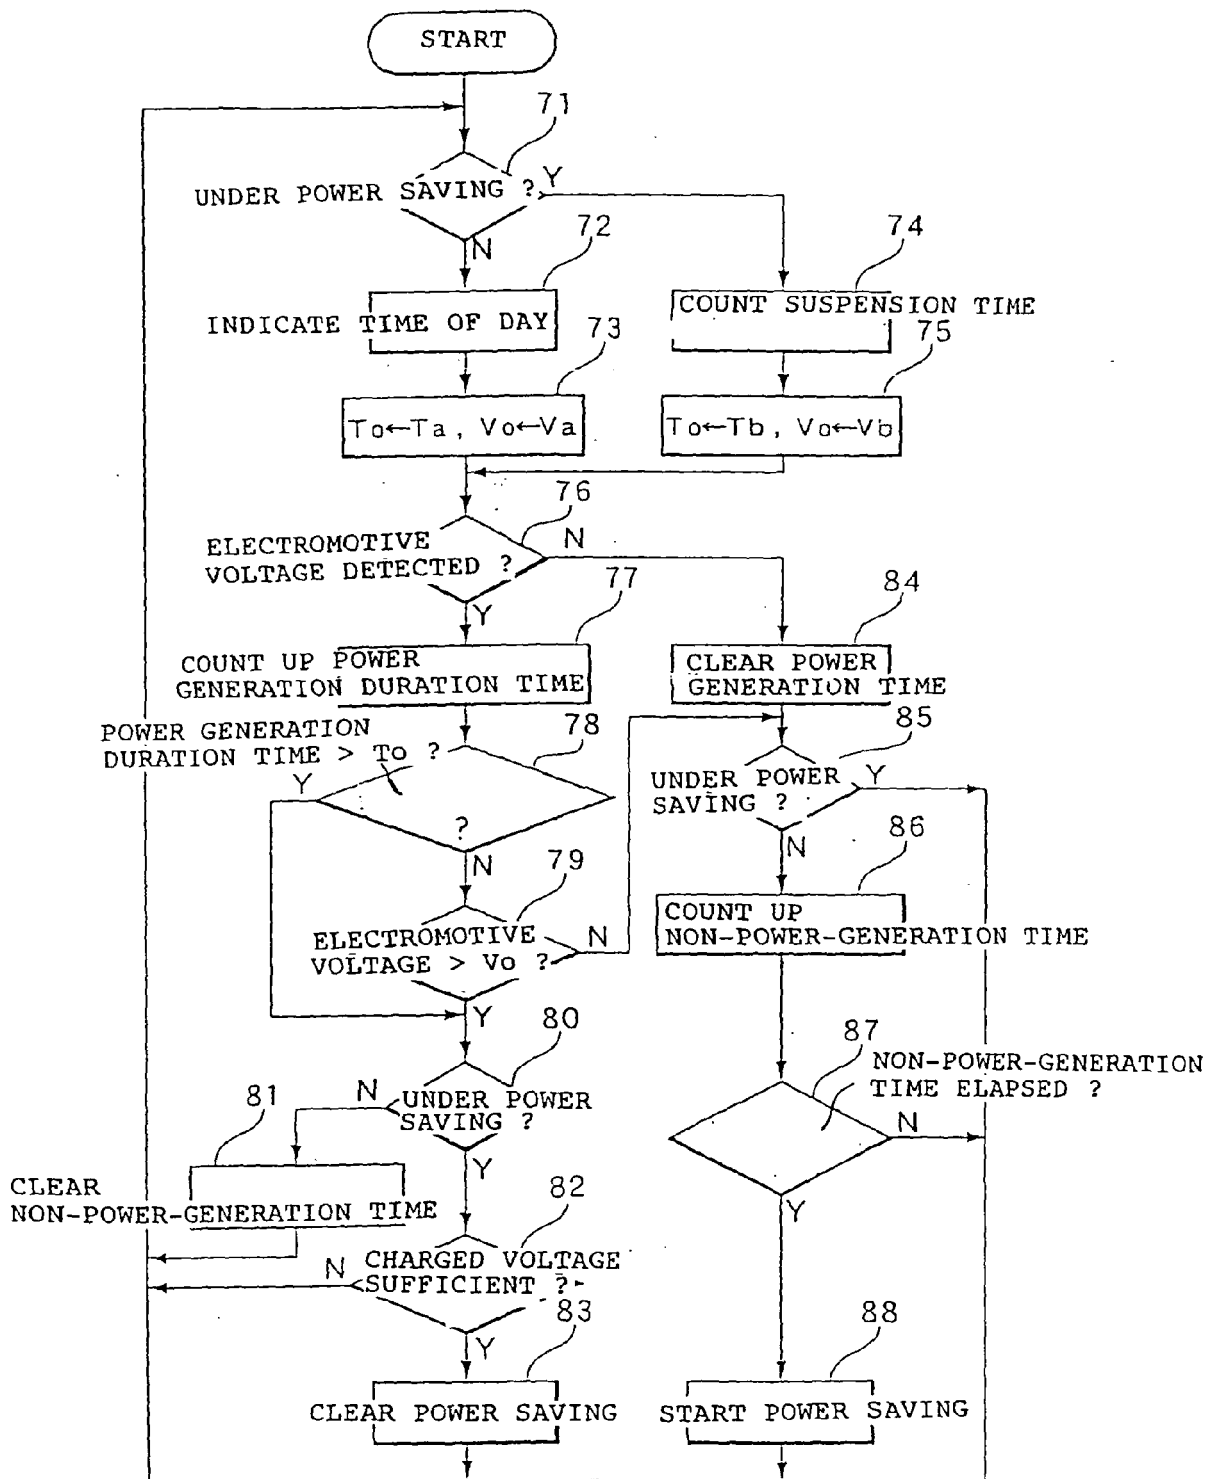 START
71
UNDER POWER SAVING ?
Y
N
72
74
INDICATE TIME OF DAY
COUNT SUSPENSION TIME
73
75
To←Ta, Vo←Va
To←Tb, Vo←Vb
76
ELECTROMOTIVE
VOLTAGE DETECTED ?
N
Y
77
84
COUNT UP POWER
GENERATION DURATION TIME
CLEAR POWER
GENERATION TIME
POWER GENERATION
DURATION TIME > To ?
78
Y
?
N
85
UNDER POWER
SAVING ?
Y
N
79
86
ELECTROMOTIVE
VOLTAGE > Vo ?
N
Y
COUNT UP
NON-POWER-GENERATION TIME
80
87
NON-POWER-GENERATION
TIME ELAPSED ?
N
Y
81
N
UNDER POWER
SAVING ?
Y
CLEAR
NON-POWER-GENERATION TIME
82
N
CHARGED VOLTAGE
SUFFICIENT ?
Y
83
88
CLEAR POWER SAVING
START POWER SAVING